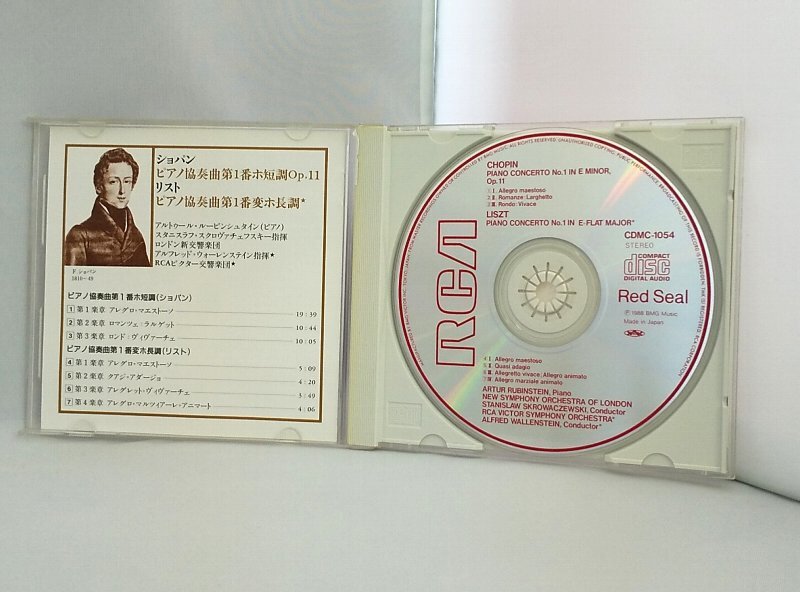 ショパン
ピアノ協奏曲第1番ホ短調Op.11
リスト
ピアノ協奏曲第1番変ホ長調★
アルトゥール・ルービンシュタイン(ピアノ)
スタニスラフ・スクロヴァチェフスキー指揮
ロンドン新交響楽団
アルフレッド・ウォーレンステイン指揮★
RCAビクター交響楽団★
F.ショパン
1810〜49
ピアノ協奏曲第1番ホ短調(ショパン)
1 第1楽章 アレグロ・マエストーソ 19:39
2 第2楽章 ロマンツェ:ラルゲット 10:44
3 第3楽章 ロンド:ヴィヴァーチェ 10:05
ピアノ協奏曲第1番変ホ長調(リスト)
4 第1楽章 アレグロ・マエストーソ 5:09
5 第2楽章 クアジ・アダージョ 4:20
6 第3楽章 アレグレット・ヴィヴァーチェ 3:49
7 第4楽章 アレグロ・マルツィアーレ・アニマート 4:06
CHOPIN
PIANO CONCERTO No.1 IN E MINOR,
Op.11
1 I. Allegro maestoso
2 II. Romanze: Larghetto
3 III. Rondo: Vivace
LISZT
PIANO CONCERTO No.1 IN E-FLAT MAJOR*
CDMC-1054
STEREO
COMPACT
disc
DIGITAL AUDIO
RCA
Red Seal
Ⓟ 1988 BMG Music
Made in Japan
4 I. Allegro maestoso
5 II. Quasi adagio
6 III. Allegretto vivace; Allegro animato
7 IV. Allegro marziale animato
ARTUR RUBINSTEIN, Piano
NEW SYMPHONY ORCHESTRA OF LONDON
STANISLAW SKROWACZEWSKI, Conductor
RCA VICTOR SYMPHONY ORCHESTRA*
ALFRED WALLENSTEIN, Conductor*